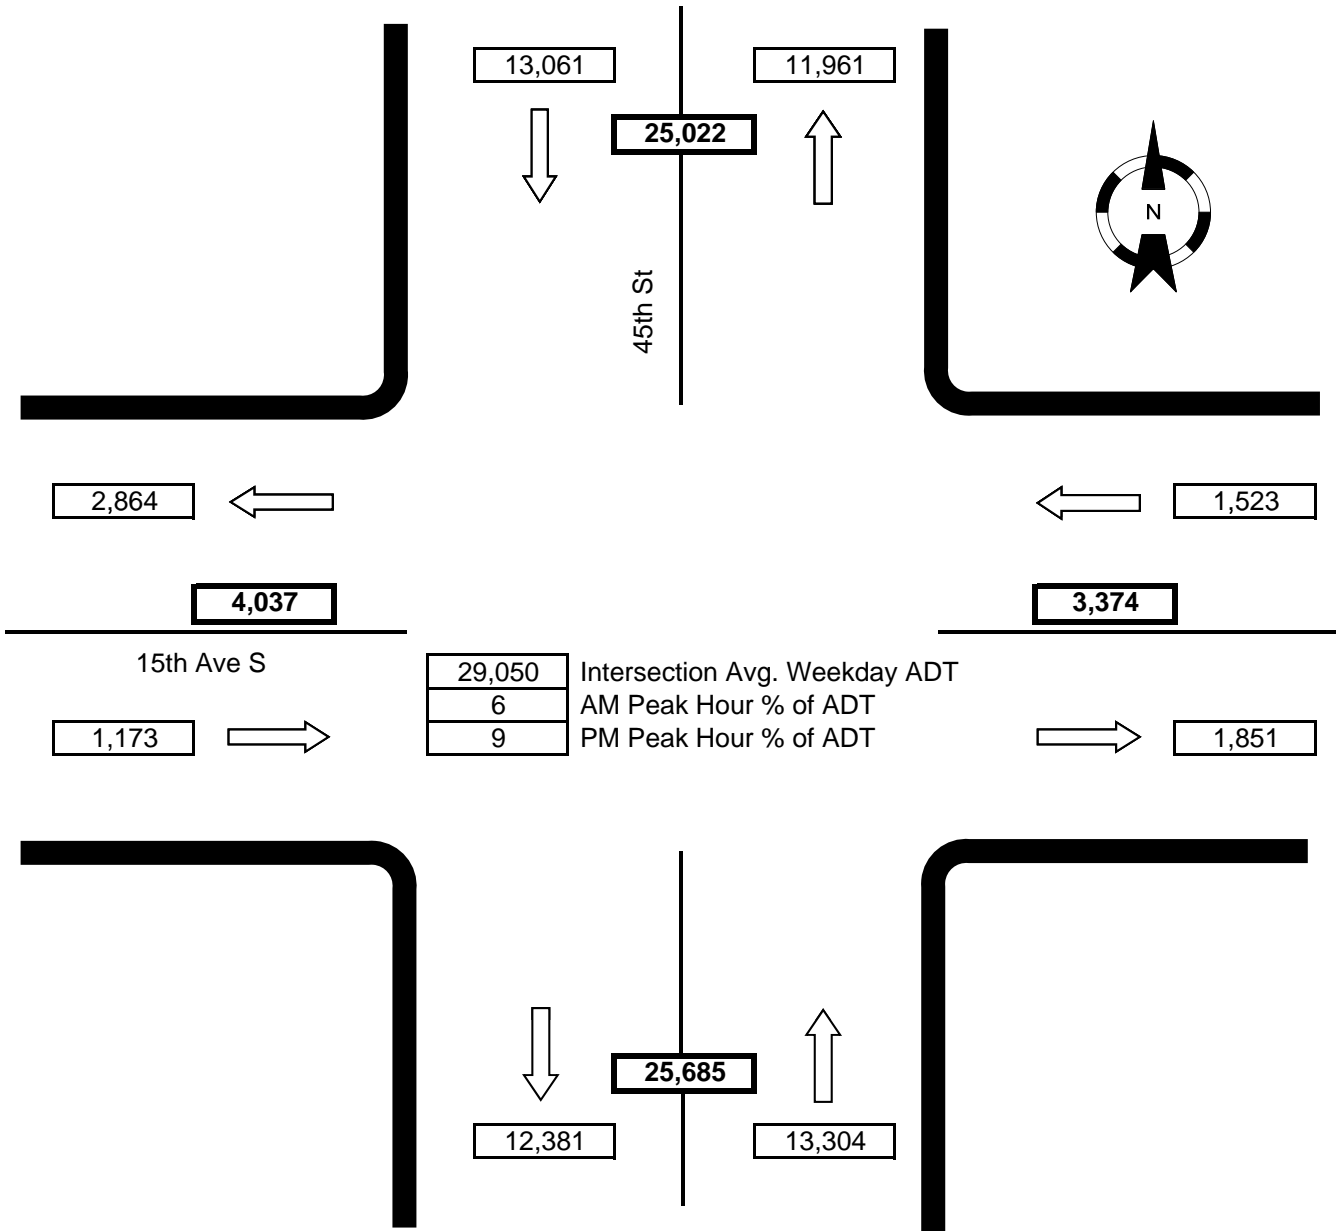 13,061
11,961
25,022
N
45th St
2,864
1,523
4,037
3,374
15th Ave S
29,050 Intersection Avg. Weekday ADT
6 AM Peak Hour % of ADT
9 PM Peak Hour % of ADT
1,173
1,851
25,685
12,381
13,304